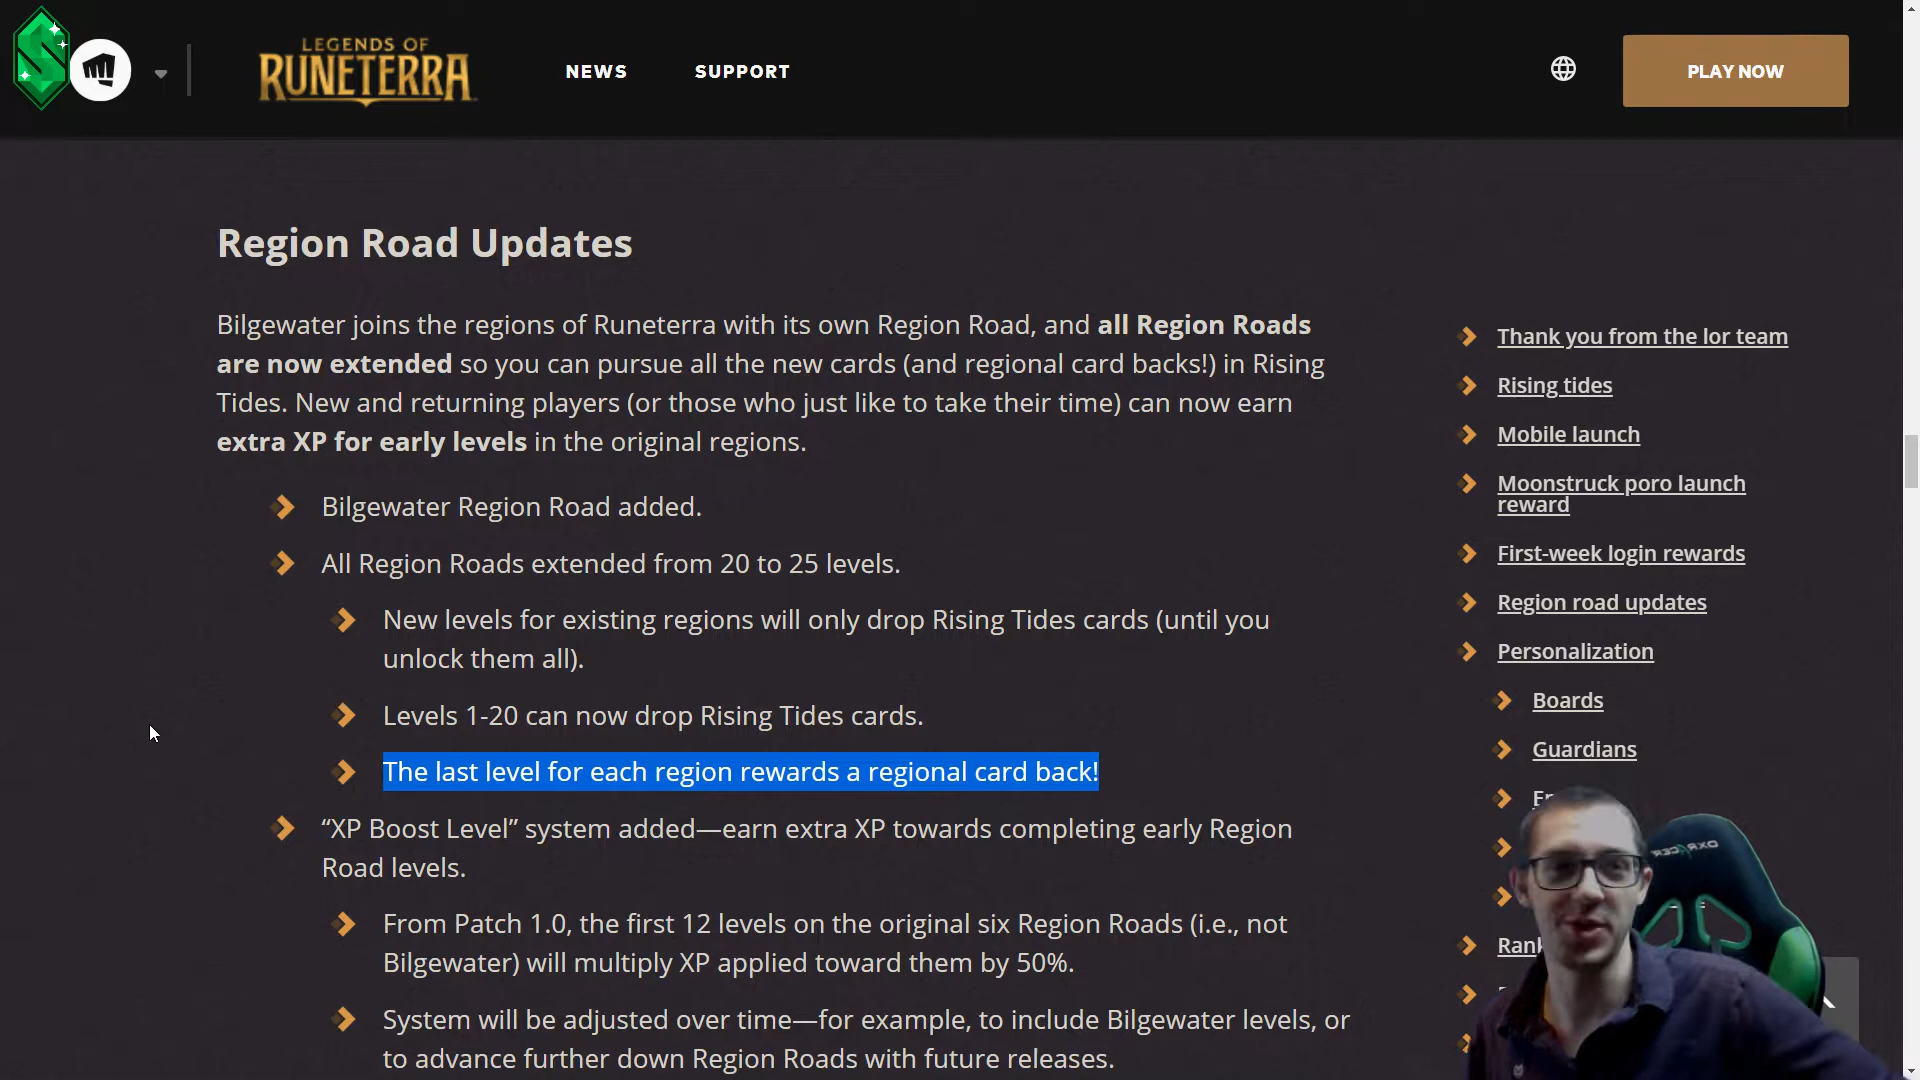 LEGENDS OF
RUNETERRA
NEWS
SUPPORT
PLAY NOW
Region Road Updates
Bilgewater joins the regions of Runeterra with its own Region Road, and all Region Roads
are now extended so you can pursue all the new cards (and regional card backs!) in Rising
Tides. New and returning players (or those who just like to take their time) can now earn
extra XP for early levels in the original regions.
Bilgewater Region Road added.
All Region Roads extended from 20 to 25 levels.
New levels for existing regions will only drop Rising Tides cards (until you
unlock them all).
Levels 1-20 can now drop Rising Tides cards.
The last level for each region rewards a regional card back!
“XP Boost Level” system added—earn extra XP towards completing early Region
Road levels.
From Patch 1.0, the first 12 levels on the original six Region Roads (i.e., not
Bilgewater) will multiply XP applied toward them by 50%.
System will be adjusted over time—for example, to include Bilgewater levels, or
to advance further down Region Roads with future releases.
Thank you from the lor team
Rising tides
Mobile launch
Moonstruck poro launch
reward
First-week login rewards
Region road updates
Personalization
Boards
Guardians